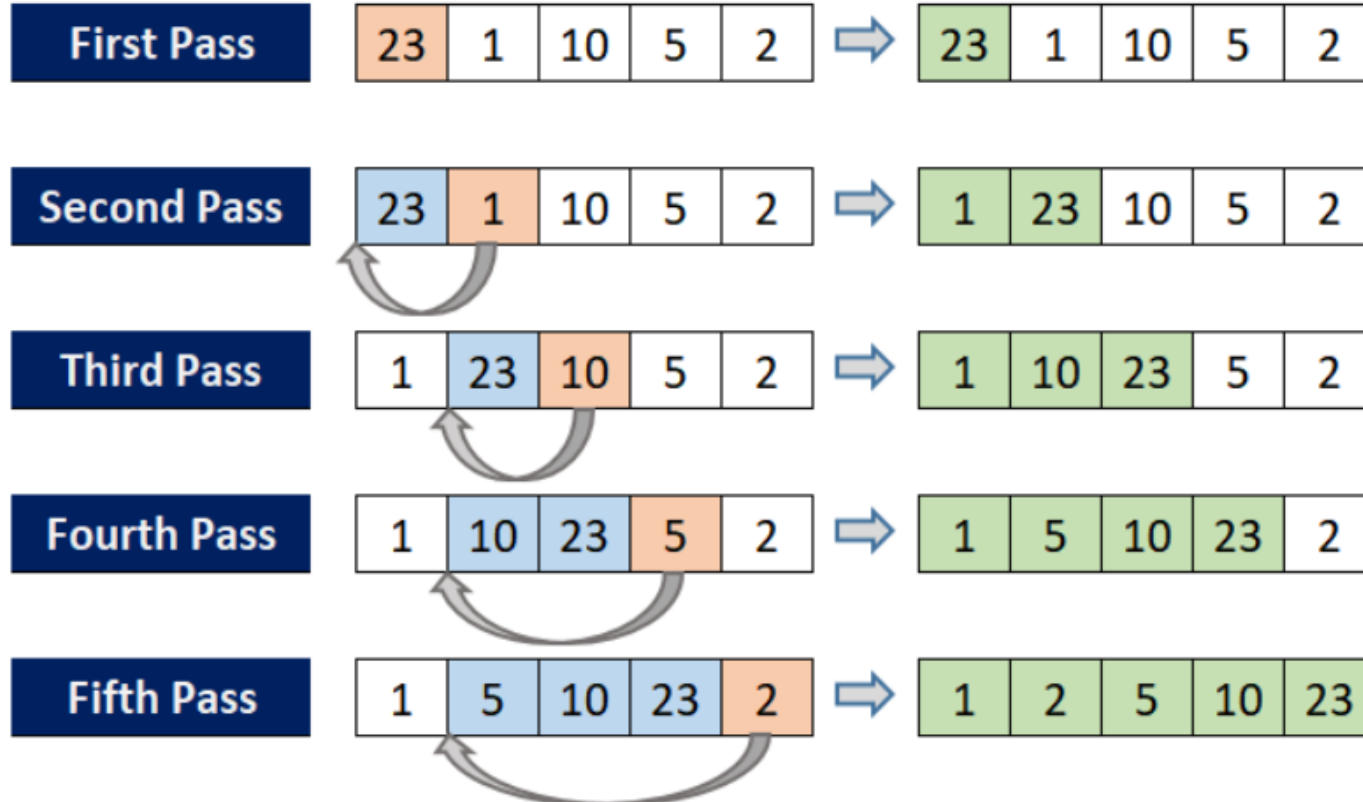 First Pass 23 1 10 5 2 23 1 10 5 2
Second Pass 23 1 10 5 2 1 23 10 5 2
Third Pass 1 23 10 5 2 1 10 23 5 2
Fourth Pass 1 10 23 5 2 1 5 10 23 2
Fifth Pass 1 5 10 23 2 1 2 5 10 23